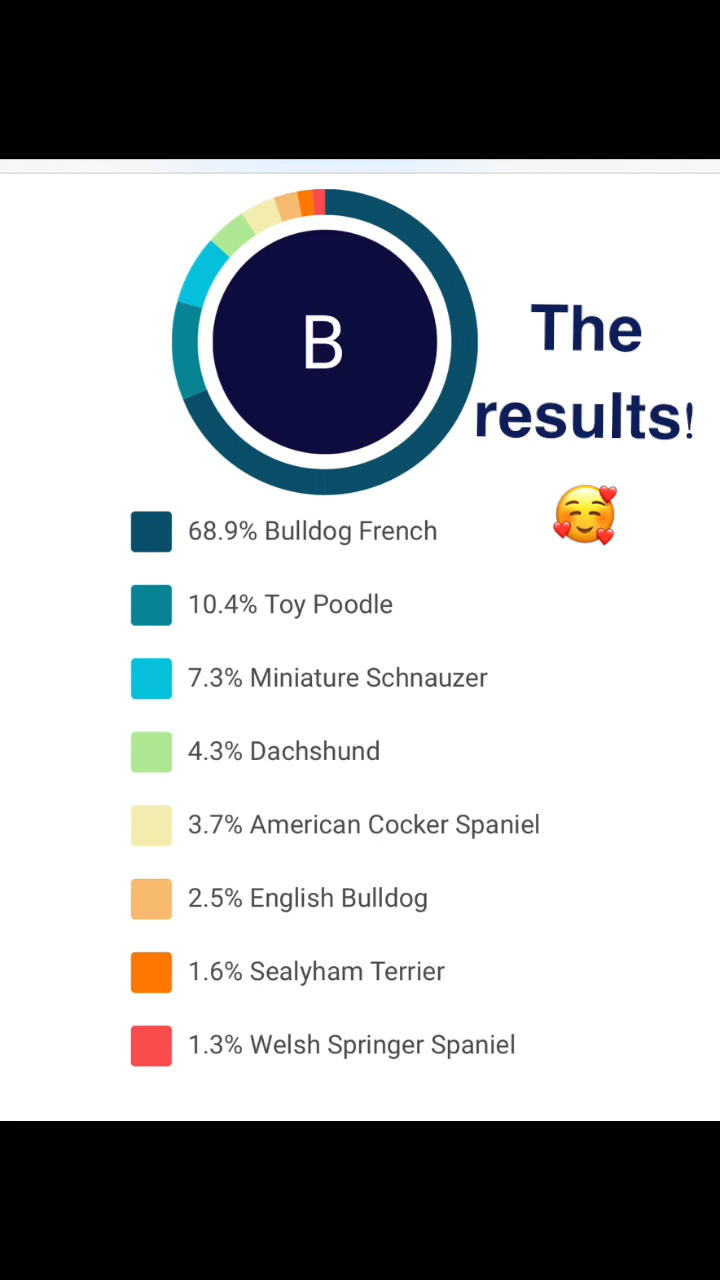 B
The
results!
68.9% Bulldog French
10.4% Toy Poodle
7.3% Miniature Schnauzer
4.3% Dachshund
3.7% American Cocker Spaniel
2.5% English Bulldog
1.6% Sealyham Terrier
1.3% Welsh Springer Spaniel